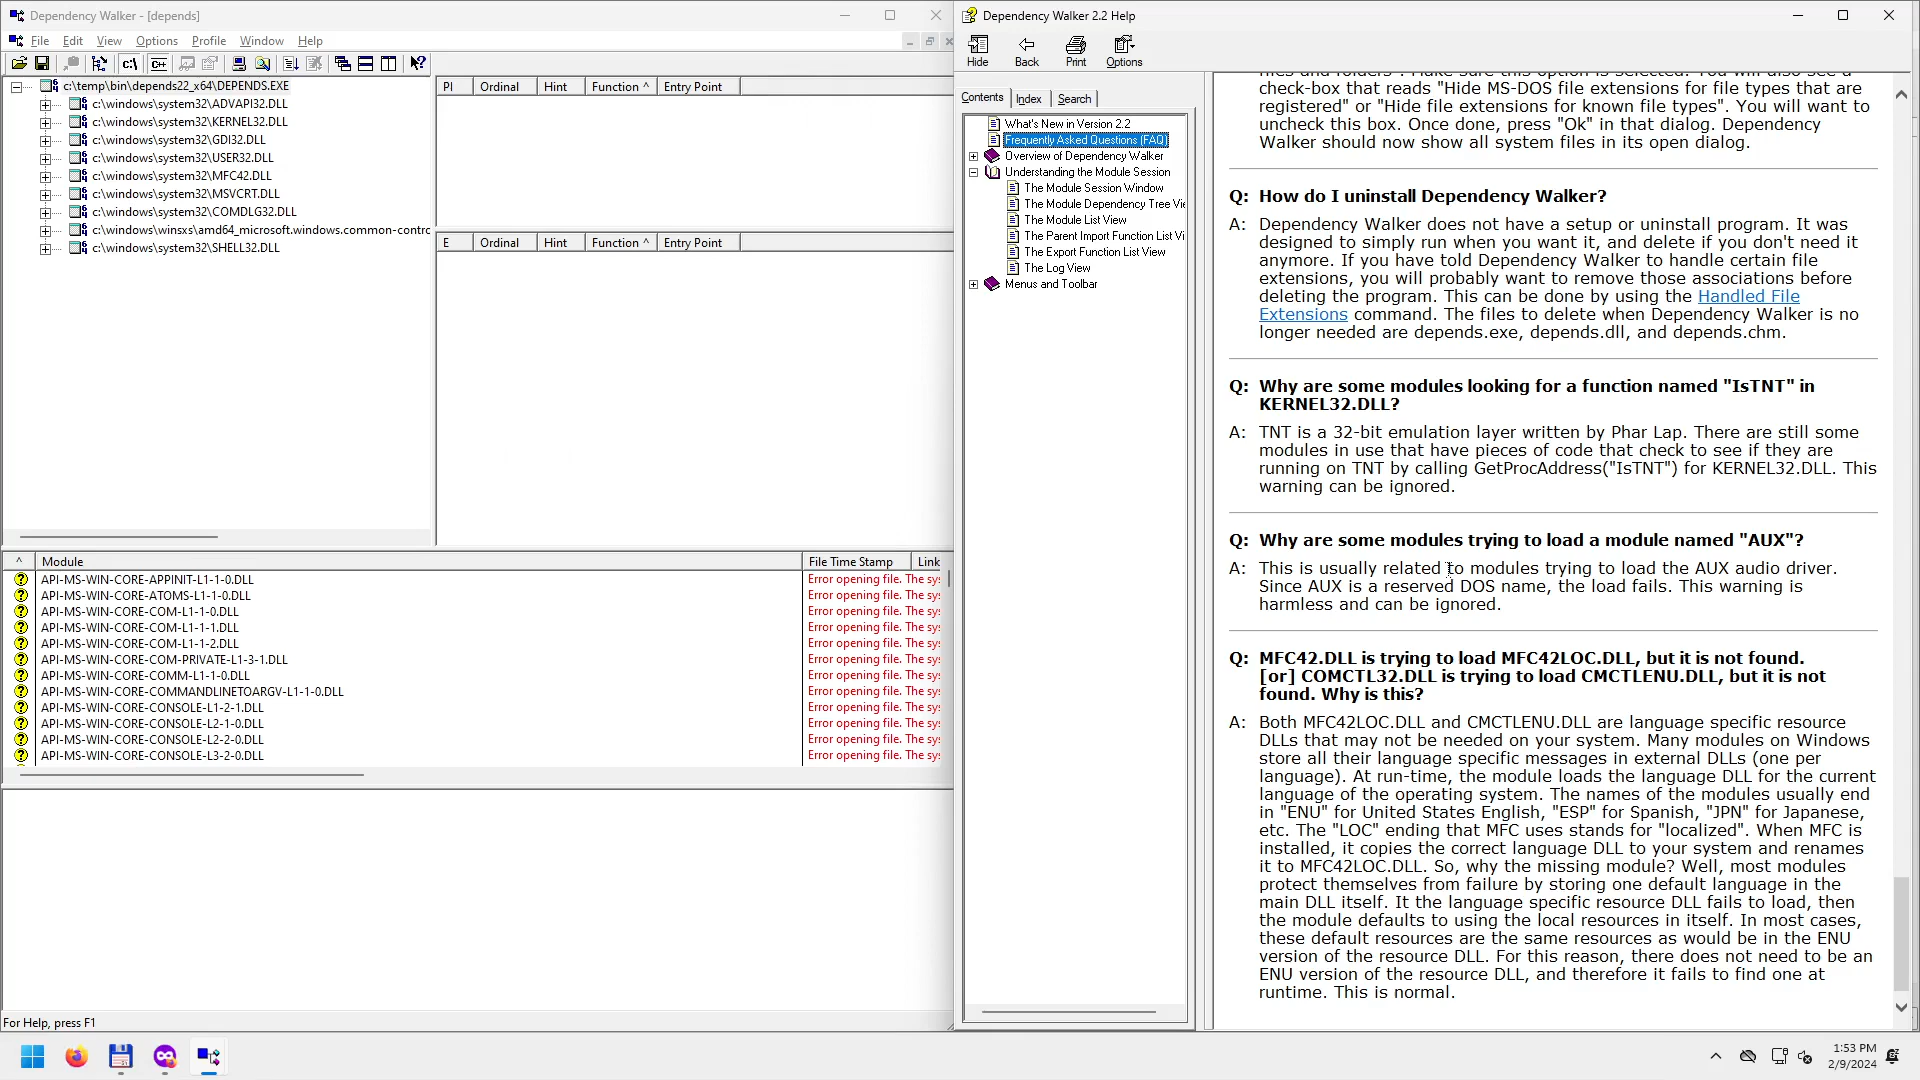 Dependency Walker - [depends]
File Edit View Options Profile Window Help
c:\temp\bin\depends22_x64\DEPENDS.EXE
c:\windows\system32\ADVAPI32.DLL
c:\windows\system32\KERNEL32.DLL
c:\windows\system32\GDI32.DLL
c:\windows\system32\USER32.DLL
c:\windows\system32\MFC42.DLL
c:\windows\system32\MSVCRT.DLL
c:\windows\system32\COMDLG32.DLL
c:\windows\winsxs\amd64_microsoft.windows.common-contro
c:\windows\system32\SHELL32.DLL
PI Ordinal Hint Function ^ Entry Point
E Ordinal Hint Function ^ Entry Point
^ Module File Time Stamp Link
API-MS-WIN-CORE-APPINIT-L1-1-0.DLL Error opening file. The sys
API-MS-WIN-CORE-ATOMS-L1-1-0.DLL Error opening file. The sys
API-MS-WIN-CORE-COM-L1-1-0.DLL Error opening file. The sys
API-MS-WIN-CORE-COM-L1-1-1.DLL Error opening file. The sys
API-MS-WIN-CORE-COM-L1-1-2.DLL Error opening file. The sys
API-MS-WIN-CORE-COM-PRIVATE-L1-3-1.DLL Error opening file. The sys
API-MS-WIN-CORE-COMM-L1-1-0.DLL Error opening file. The sys
API-MS-WIN-CORE-COMMANDLINETOARGV-L1-1-0.DLL Error opening file. The sys
API-MS-WIN-CORE-CONSOLE-L1-2-1.DLL Error opening file. The sys
API-MS-WIN-CORE-CONSOLE-L2-1-0.DLL Error opening file. The sys
API-MS-WIN-CORE-CONSOLE-L2-2-0.DLL Error opening file. The sys
API-MS-WIN-CORE-CONSOLE-L3-2-0.DLL Error opening file. The sys
For Help, press F1
Dependency Walker 2.2 Help
Hide Back Print Options
Contents Index Search
What's New in Version 2.2
Frequently Asked Questions (FAQ)
Overview of Dependency Walker
Understanding the Module Session
The Module Session Window
The Module Dependency Tree Vie
The Module List View
The Parent Import Function List Vi
The Export Function List View
The Log View
Menus and Toolbar
files and folders". Make sure this option is selected. You will also see a
check-box that reads "Hide MS-DOS file extensions for file types that are
registered" or "Hide file extensions for known file types". You will want to
uncheck this box. Once done, press "Ok" in that dialog. Dependency
Walker should now show all system files in its open dialog.
Q: How do I uninstall Dependency Walker?
A: Dependency Walker does not have a setup or uninstall program. It was
designed to simply run when you want it, and delete if you don't need it
anymore. If you have told Dependency Walker to handle certain file
extensions, you will probably want to remove those associations before
deleting the program. This can be done by using the Handled File
Extensions command. The files to delete when Dependency Walker is no
longer needed are depends.exe, depends.dll, and depends.chm.
Q: Why are some modules looking for a function named "IsTNT" in
KERNEL32.DLL?
A: TNT is a 32-bit emulation layer written by Phar Lap. There are still some
modules in use that have pieces of code that check to see if they are
running on TNT by calling GetProcAddress("IsTNT") for KERNEL32.DLL. This
warning can be ignored.
Q: Why are some modules trying to load a module named "AUX"?
A: This is usually related to modules trying to load the AUX audio driver.
Since AUX is a reserved DOS name, the load fails. This warning is
harmless and can be ignored.
Q: MFC42.DLL is trying to load MFC42LOC.DLL, but it is not found.
[or] COMCTL32.DLL is trying to load CMCTLENU.DLL, but it is not
found. Why is this?
A: Both MFC42LOC.DLL and CMCTLENU.DLL are language specific resource
DLLs that may not be needed on your system. Many modules on Windows
store all their language specific messages in external DLLs (one per
language). At run-time, the module loads the language DLL for the current
language of the operating system. The names of the modules usually end
in "ENU" for United States English, "ESP" for Spanish, "JPN" for Japanese,
etc. The "LOC" ending that MFC uses stands for "localized". When MFC is
installed, it copies the correct language DLL to your system and renames
it to MFC42LOC.DLL. So, why the missing module? Well, most modules
protect themselves from failure by storing one default language in the
main DLL itself. It the language specific resource DLL fails to load, then
the module defaults to using the local resources in itself. In most cases,
these default resources are the same resources as would be in the ENU
version of the resource DLL. For this reason, there does not need to be an
ENU version of the resource DLL, and therefore it fails to find one at
runtime. This is normal.
1:53 PM
2/9/2024